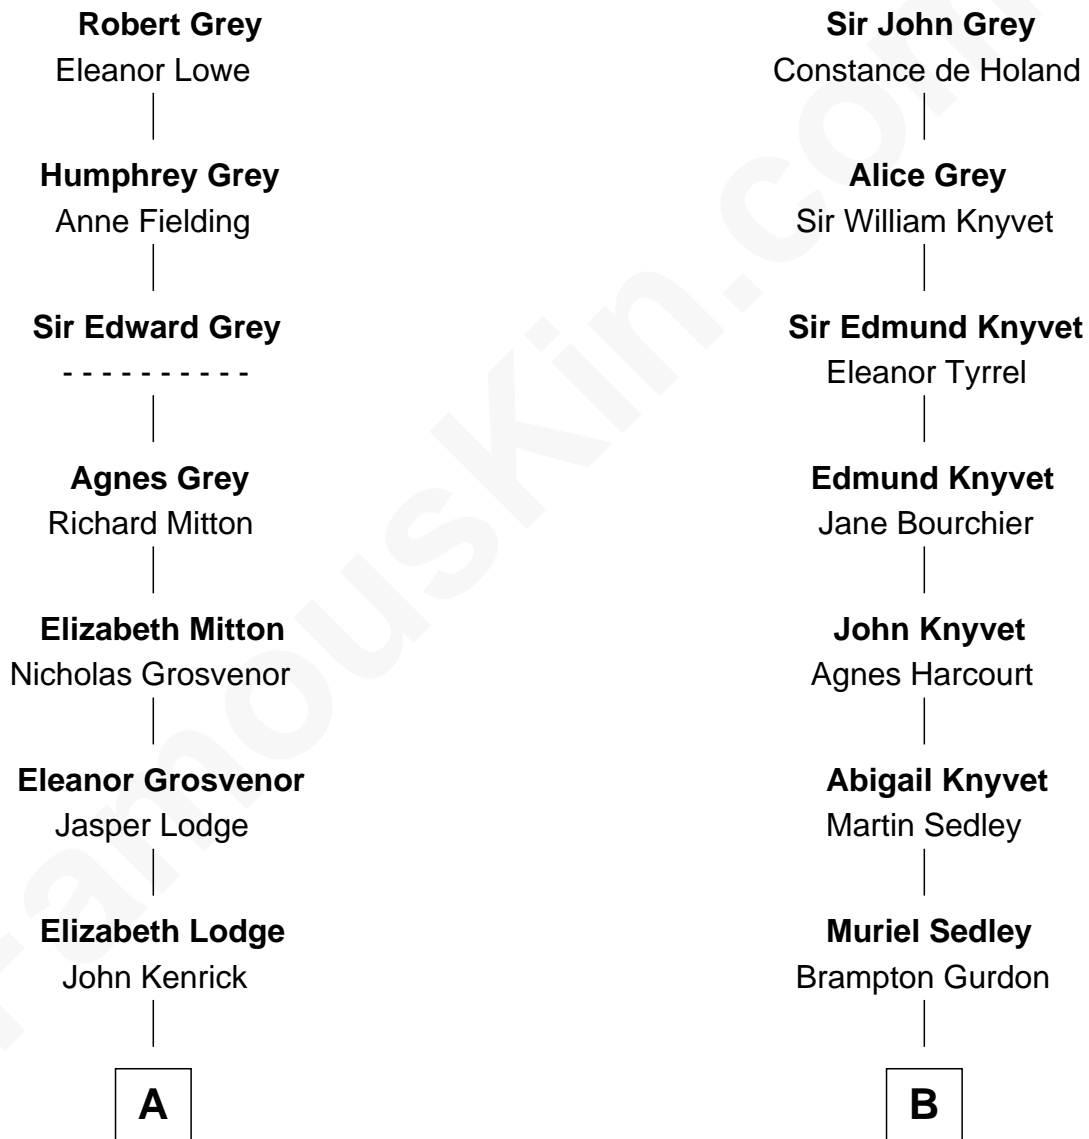 Robert Grey
Eleanor Lowe
Humphrey Grey
Anne Fielding
Sir Edward Grey
- - - - - - - - - -
Agnes Grey
Richard Mitton
Elizabeth Mitton
Nicholas Grosvenor
Eleanor Grosvenor
Jasper Lodge
Elizabeth Lodge
John Kenrick
A
Sir John Grey
Constance de Holand
Alice Grey
Sir William Knyvet
Sir Edmund Knyvet
Eleanor Tyrrel
Edmund Knyvet
Jane Bourchier
John Knyvet
Agnes Harcourt
Abigail Knyvet
Martin Sedley
Muriel Sedley
Brampton Gurdon
B
FamousKin.com